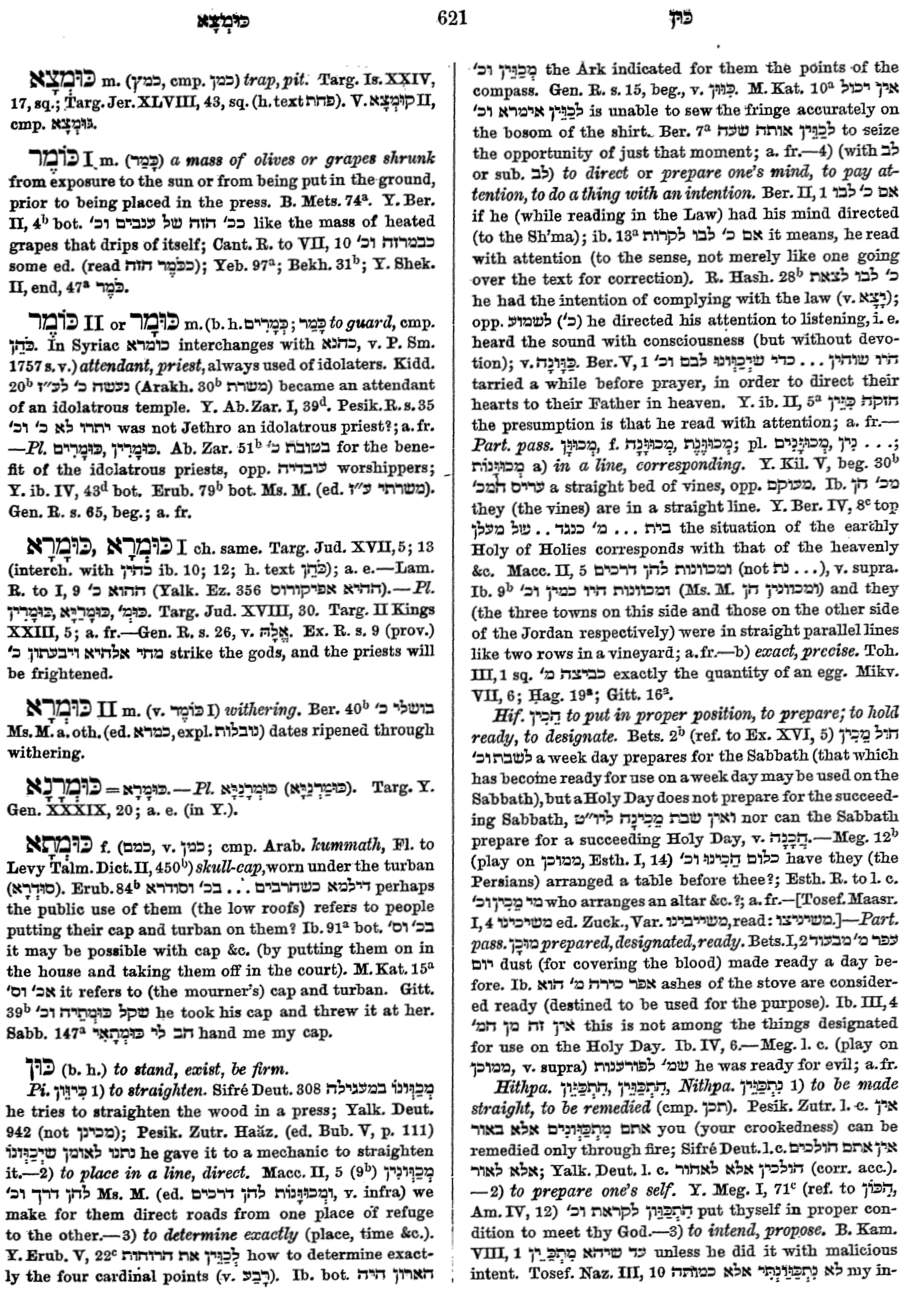 כּוּמְצָא
621
כּוּן
כּוּמְצָא m. (כמץ, cmp. כמן) trap, pit. Targ. Is. XXIV,
17, sq.; Targ. Jer. XLVIII, 43, sq. (h. text פחת). V. קוּמְצָא II,
cmp. גּוּמְצָא.
כּוֹמֶר I m. (כָּמַר) a mass of olives or grapes shrunk
from exposure to the sun or from being put in the ground,
prior to being placed in the press. B. Mets. 74ª. Y. Ber.
II, 4ᵇ bot. ככ׳ הזה של ענבים וכ׳ like the mass of heated
grapes that drips of itself; Cant. R. to VII, 10 כבמרזה וכ׳
some ed. (read ככּמֶר הזה); Yeb. 97ª; Bekh. 31ᵇ; Y. Shek.
II, end, 47ª כּמֶר.
כּוֹמֶר II or כּוּמָר m. (b. h. כְּמָרִים; כָּמַר to guard, cmp.
כֹּהֵן. In Syriac כומרא interchanges with כהנא, v. P. Sm.
1757 s. v.) attendant, priest, always used of idolaters. Kidd.
20ᵇ נעשה כ׳ לע״ז (Arakh. 30ᵇ משרת) became an attendant
of an idolatrous temple. Y. Ab. Zar. I, 39ᵈ. Pesik. R. s. 35
יתרו לא כ׳ וכ׳ was not Jethro an idolatrous priest?; a. fr.
—Pl. כּוּמָרִין, כּוּמָרִים. Ab. Zar. 51ᵇ בטובת כ׳ for the bene-
fit of the idolatrous priests, opp. עובדיה worshippers;
Y. ib. IV, 43ᵈ bot. Erub. 79ᵇ bot. Ms. M. (ed. משרתי ע״ז).
Gen. R. s. 65, beg.; a. fr.
כּוּמְרָא, כּוּמָרָא I ch. same. Targ. Jud. XVII, 5; 13
(interch. with כהין ib. 10; 12; h. text כֹּהֵן); a. e.—Lam.
R. to I, 9 ההוא כ׳ (Yalk. Ez. 356 ההיא אפיקורוס).—Pl.
כּוּמְרַיָּא, כּוּמָרַיָּא, כּוּמָרִין. Targ. Jud. XVIII, 30. Targ. II Kings
XXIII, 5; a. fr.—Gen. R. s. 26, v. אֱלָהּ. Ex. R. s. 9 (prov.)
מחי אלהיא ויבעתון כ׳ strike the gods, and the priests will
be frightened.
כּוּמְרָא II m. (v. כּוֹמֶר I) withering. Ber. 40ᵇ בושלי כ׳
Ms. M. a. oth. (ed. כמרא, expl. נובלות) dates ripened through
withering.
כּוּמְרָנָא = כּוּמָרָא.—Pl. כּוּמְרָנַיָּא (כּוּמַרְנַיָּא). Targ. Y.
Gen. XXXIX, 20; a. e. (in Y.).
כּוּמְתָא f. (כמם, v. כמן; cmp. Arab. kummath, Fl. to
Levy Talm. Dict. II, 450ᵇ) skull-cap, worn under the turban
(סוּדְרָא). Erub. 84ᵇ דילמא כשהרבים... בכ׳ וסודרא perhaps
the public use of them (the low roofs) refers to people
putting their cap and turban on them? Ib. 91ª bot. בכ׳ וס׳
it may be possible with cap &c. (by putting them on in
the house and taking them off in the court). M. Kat. 15ª
אכ׳ וס׳ it refers to (the mourner's) cap and turban. Gitt.
39ᵇ שקל כּוּמְתֵיה וכ׳ he took his cap and threw it at her.
Sabb. 147ª הב לי כּוּמְתָאִי hand me my cap.
כּוּן (b. h.) to stand, exist, be firm.
Pi. כִּיוֵּן 1) to straighten. Sifré Deut. 308 מְכַוְּנוֹ במעגילה
he tries to straighten the wood in a press; Yalk. Deut.
942 (not מכינן); Pesik. Zutr. Haáz. (ed. Bub. V, p. 111)
נתנו לאומן שֶׁיְּכַוְּונוֹ he gave it to a mechanic to straighten
it.—2) to place in a line, direct. Macc. II, 5 (9ᵇ) מְכַוְּונִין
להן דרך וכ׳ Ms. M. (ed. וּמְכוּוָּנוֹת להן דרכים, v. infra) we
make for them direct roads from one place of refuge
to the other.—3) to determine exactly (place, time &c.).
Y. Erub. V, 22ᶜ לְכַוֵּין את הרוחות how to determine exact-
ly the four cardinal points (v. רָבַע). Ib. bot. הארון היה
מְכַוֵּין וכ׳ the Ark indicated for them the points of the
compass. Gen. R. s. 15, beg., v. כִּוּוּן. M. Kat. 10ª אין יכול
לְכַוֵּין אימרא וכ׳ is unable to sew the fringe accurately on
the bosom of the shirt. Ber. 7ª לְכַוֵּין אותה שעה to seize
the opportunity of just that moment; a. fr.—4) (with לב
or sub. לב) to direct or prepare one's mind, to pay at-
tention, to do a thing with an intention. Ber. II, 1 אם כ׳ לבו
if he (while reading in the Law) had his mind directed
(to the Sh'ma); ib. 13ª אם כ׳ לבו לקרות it means, he read
with attention (to the sense, not merely like one going
over the text for correction). R. Hash. 28ᵇ כ׳ לבו לצאת
he had the intention of complying with the law (v. יָצָא);
opp. לשמוע (כ׳) he directed his attention to listening, i. e.
heard the sound with consciousness (but without devo-
tion); v. כַּוָּונָה. Ber. V, 1 היו שוהין ... כדי שֶׁיְּכַוְּונוּ לבם וכ׳
tarried a while before prayer, in order to direct their
hearts to their Father in heaven. Y. ib. II, 5ª חזקה כִּוֵּין
the presumption is that he read with attention; a. fr.—
Part. pass. מְכוּוָּן, f. מְכוּוֶּנֶת, מְכוּוָּנָה; pl. מְכוּוָּנִים, נִין ...;
מְכוּוָּנוֹת a) in a line, corresponding. Y. Kil. V, beg. 30ᵇ
עריס המכ׳ a straight bed of vines, opp. מעוקם. Ib. מכ׳ הן
they (the vines) are in a straight line. Y. Ber. IV, 8ᶜ top
בית ... מ׳ כנגד .. של מעלן the situation of the earthly
Holy of Holies corresponds with that of the heavenly
&c. Macc. II, 5 ומכוונות להן דרכים (not נת ...), v. supra.
Ib. 9ᵇ ומכוונות היו כמין וכ׳ (Ms. M. ומכווני̇ן הן) and they
(the three towns on this side and those on the other side
of the Jordan respectively) were in straight parallel lines
like two rows in a vineyard; a. fr.—b) exact, precise. Toh.
III, 1 sq. כביצה מ׳ exactly the quantity of an egg. Mikv.
VII, 6; Ḥag. 19ª; Gitt. 16ª.
Hif. הֵכִין to put in proper position, to prepare; to hold
ready, to designate. Bets. 2ᵇ (ref. to Ex. XVI, 5) חול מֵכִין
לשבת וכ׳ a week day prepares for the Sabbath (that which
has become ready for use on a week day may be used on the
Sabbath), but a Holy Day does not prepare for the succeed-
ing Sabbath, ואין שבת מְכִינָה ליו״ט nor can the Sabbath
prepare for a succeeding Holy Day, v. הֲכָנָה.—Meg. 12ᵇ
(play on ממוכן, Esth. I, 14) כלום הֵכִינוּ וכ׳ have they (the
Persians) arranged a table before thee?; Esth. R. to l. c.
מי מֵכִין וכ׳ who arranges an altar &c.?; a. fr.—[Tosef. Maasr.
I, 4 משיכינו ed. Zuck., Var. משייבינו, read: משיניצו.]—Part.
pass. מוּכָן prepared, designated, ready. Bets. I, 2 עפר מ׳ מבעוד
יום dust (for covering the blood) made ready a day be-
fore. Ib. אפר כירה מ׳ הוא ashes of the stove are consider-
ed ready (destined to be used for the purpose). Ib. III, 4
אין זה מן המ׳ this is not among the things designated
for use on the Holy Day. Ib. IV, 6.—Meg. l. c. (play on
ממוכן, v. supra) שמ׳ לפורענות he was ready for evil; a. fr.
Hithpa. הִתְכַּוֵּין, הִתְכַּוֵּון, Nithpa. נִתְכַּוֵּין 1) to be made
straight, to be remedied (cmp. תכן). Pesik. Zutr. l. c. אין
אתם מִתְכַּוְּונִים אלא באור you (your crookedness) can be
remedied only through fire; Sifré Deut. l. c. אין אתם הולכים
אלא לאור; Yalk. Deut. l. c. הולכין אלא לאחור (corr. acc.).
—2) to prepare one's self. Y. Meg. I, 71ᶜ (ref. to הִכּוֹן,
Am. IV, 12) הִתְכַּוֵּון לקראת וכ׳ put thyself in proper con-
dition to meet thy God.—3) to intend, propose. B. Kam.
VIII, 1 עד שיהא מִתְכַּוֵּין unless he did it with malicious
intent. Tosef. Naz. III, 10 לא נִתְכַּוַּונְתִּי אלא כמותה my in-